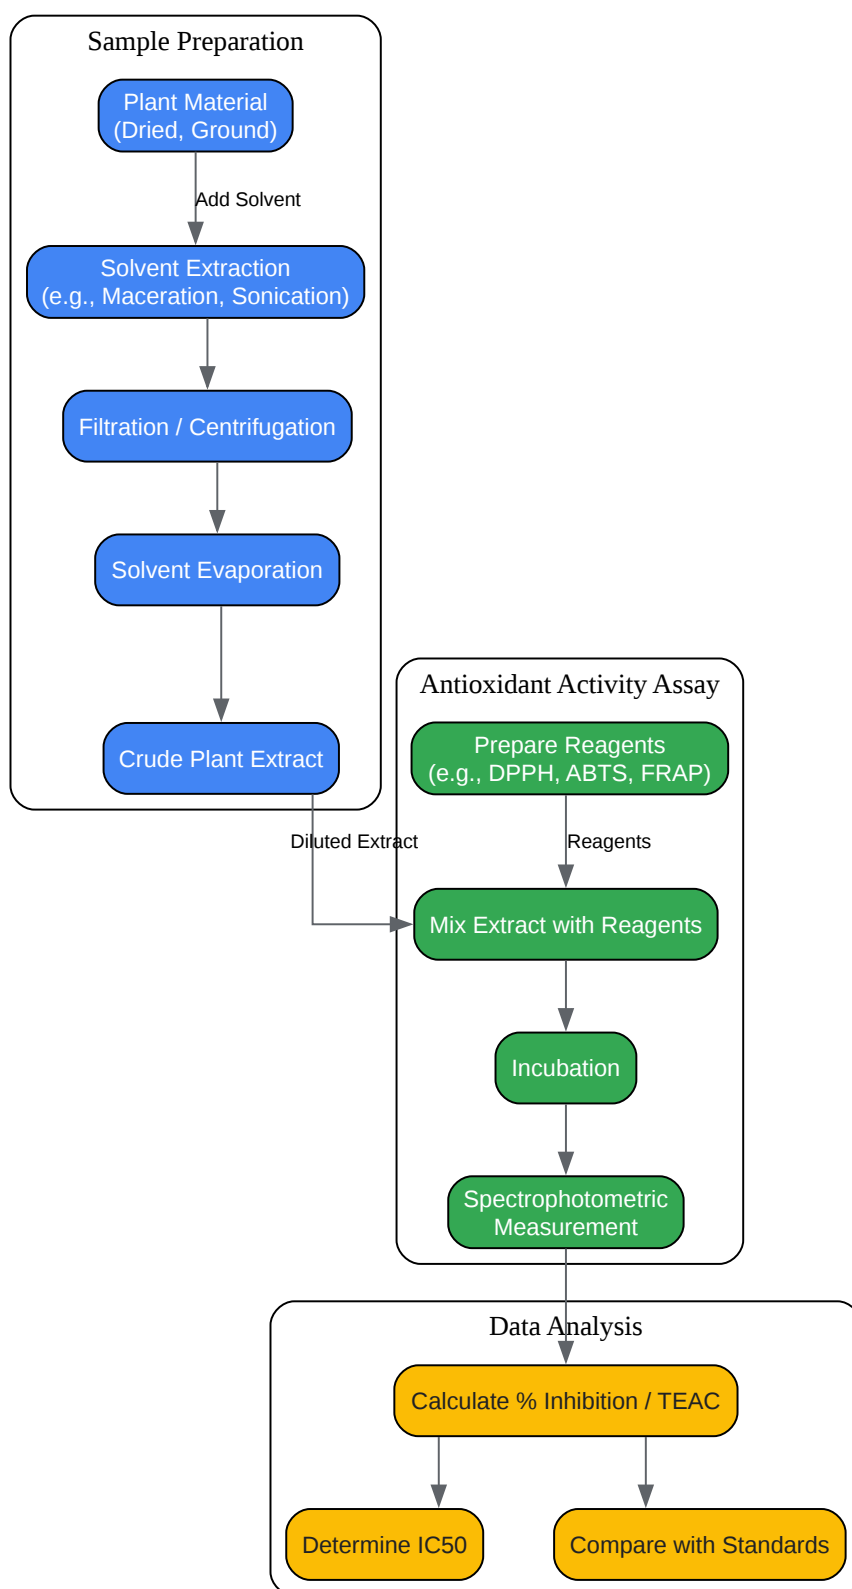 Sample Preparation
Plant Material
(Dried, Ground)
Add Solvent
Solvent Extraction
(e.g., Maceration, Sonication)
Filtration / Centrifugation
Solvent Evaporation
Crude Plant Extract
Diluted Extract
Antioxidant Activity Assay
Prepare Reagents
(e.g., DPPH, ABTS, FRAP)
Reagents
Mix Extract with Reagents
Incubation
Spectrophotometric
Measurement
Data Analysis
Calculate % Inhibition / TEAC
Determine IC50
Compare with Standards